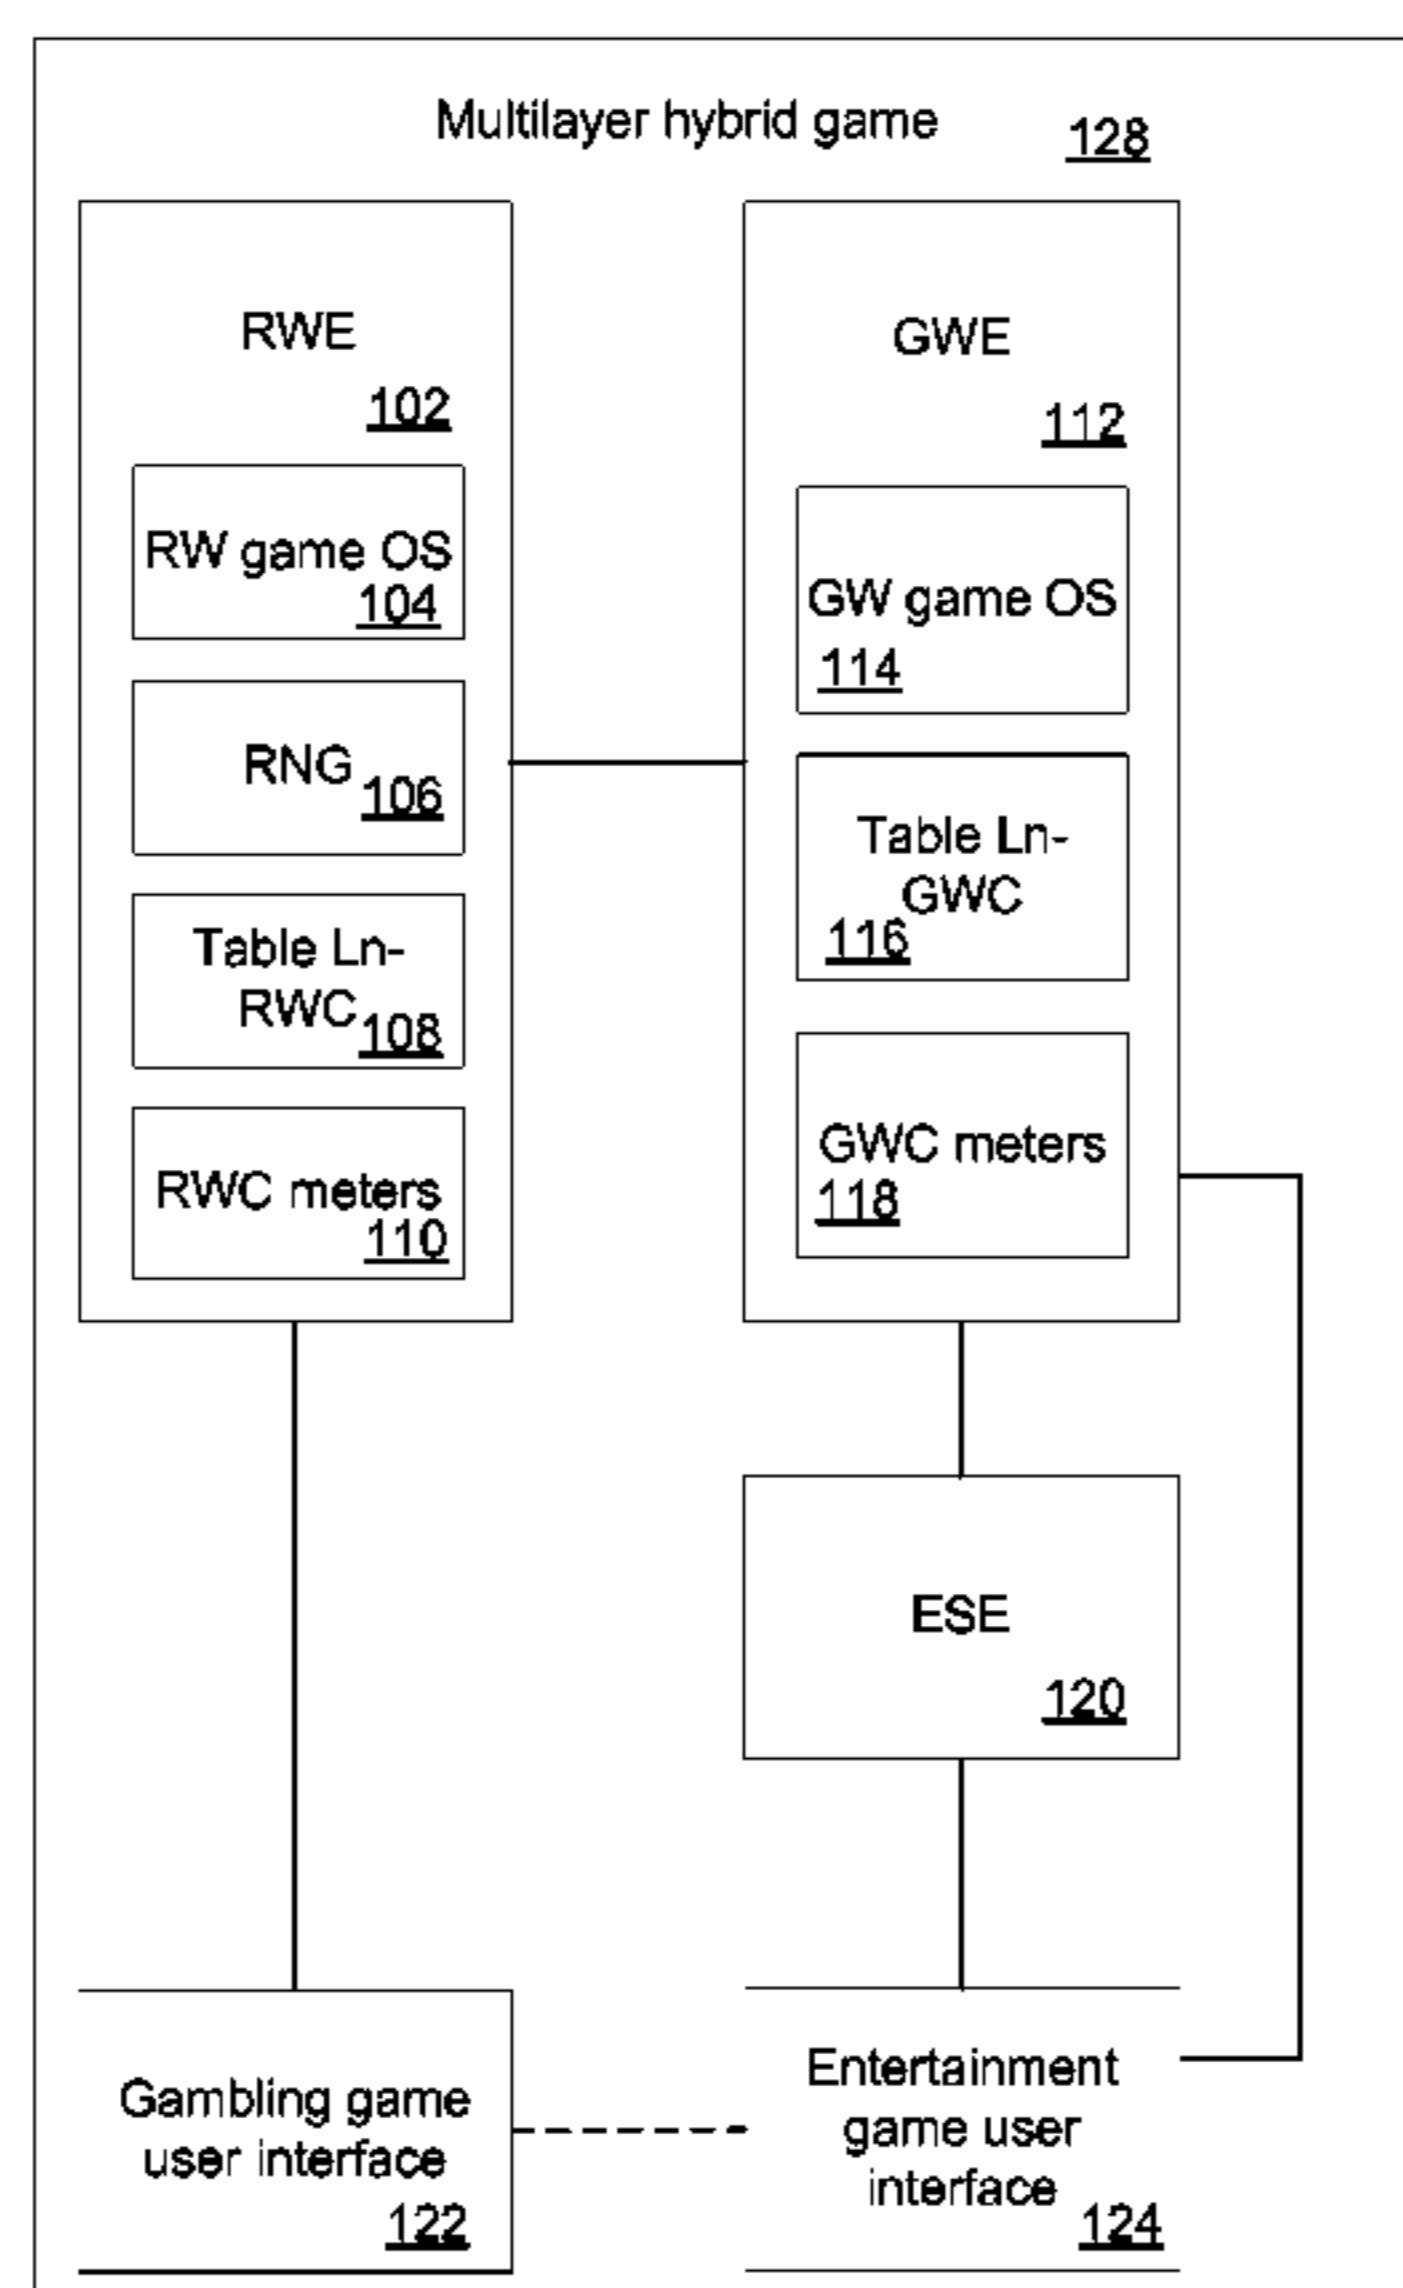 Multilayer hybrid game
128
RWE
102
RW game OS
104
RNG
106
Table Ln-
RWC
108
RWC meters
110
GWE
112
GW game OS
114
Table Ln-
GWC
116
GWC meters
118
ESE
120
Gambling game
user interface
122
Entertainment
game user
interface
124